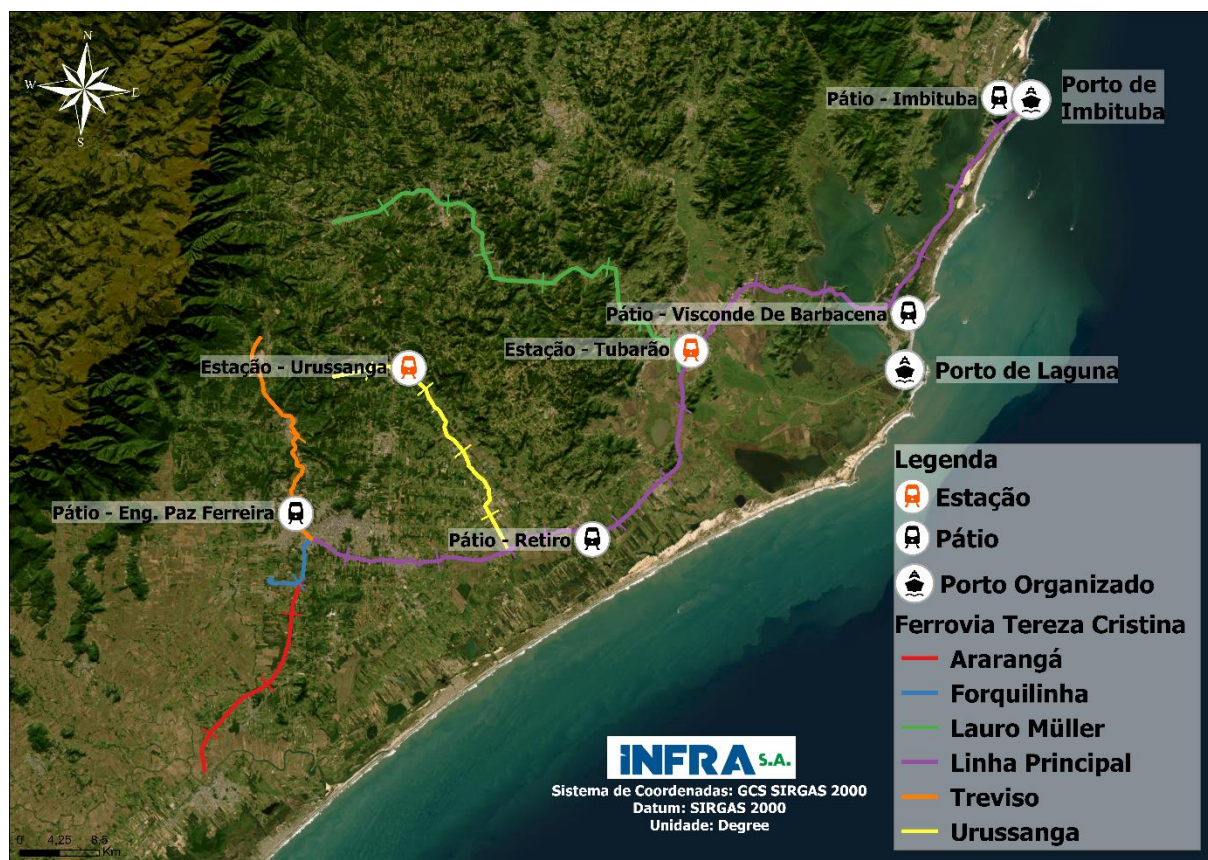 N
W
E
S
Pátio - Imbituba
Porto de
Imbituba
Pátio - Visconde De Barbacena
Estação - Tubarão
Estação - Urussanga
Porto de Laguna
Pátio - Eng. Paz Ferreira
Pátio - Retiro
Legenda
Estação
Pátio
Porto Organizado
Ferrovia Tereza Cristina
Ararangá
Forquilinha
Lauro Müller
Linha Principal
Treviso
Urussanga
INFRA S.A.
Sistema de Coordenadas: GCS SIRGAS 2000
Datum: SIRGAS 2000
Unidade: Degree
0 4,25 8,5
Km